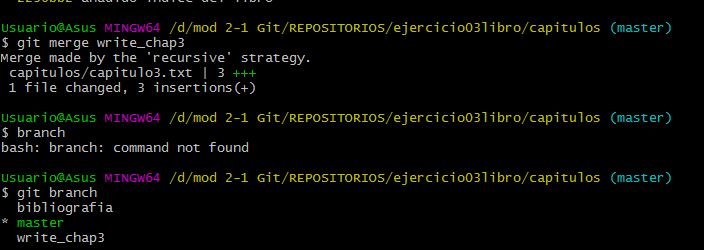 Usuario@Asus MINGW64 /d/mod 2-1 Git/REPOSITORIOS/ejercicio03libro/capitulos (master)
$ git merge write_chap3
Merge made by the 'recursive' strategy.
 capitulos/capitulo3.txt | 3 +++
 1 file changed, 3 insertions(+)
Usuario@Asus MINGW64 /d/mod 2-1 Git/REPOSITORIOS/ejercicio03libro/capitulos (master)
$ branch
bash: branch: command not found
Usuario@Asus MINGW64 /d/mod 2-1 Git/REPOSITORIOS/ejercicio03libro/capitulos (master)
$ git branch
  bibliografia
* master
  write_chap3